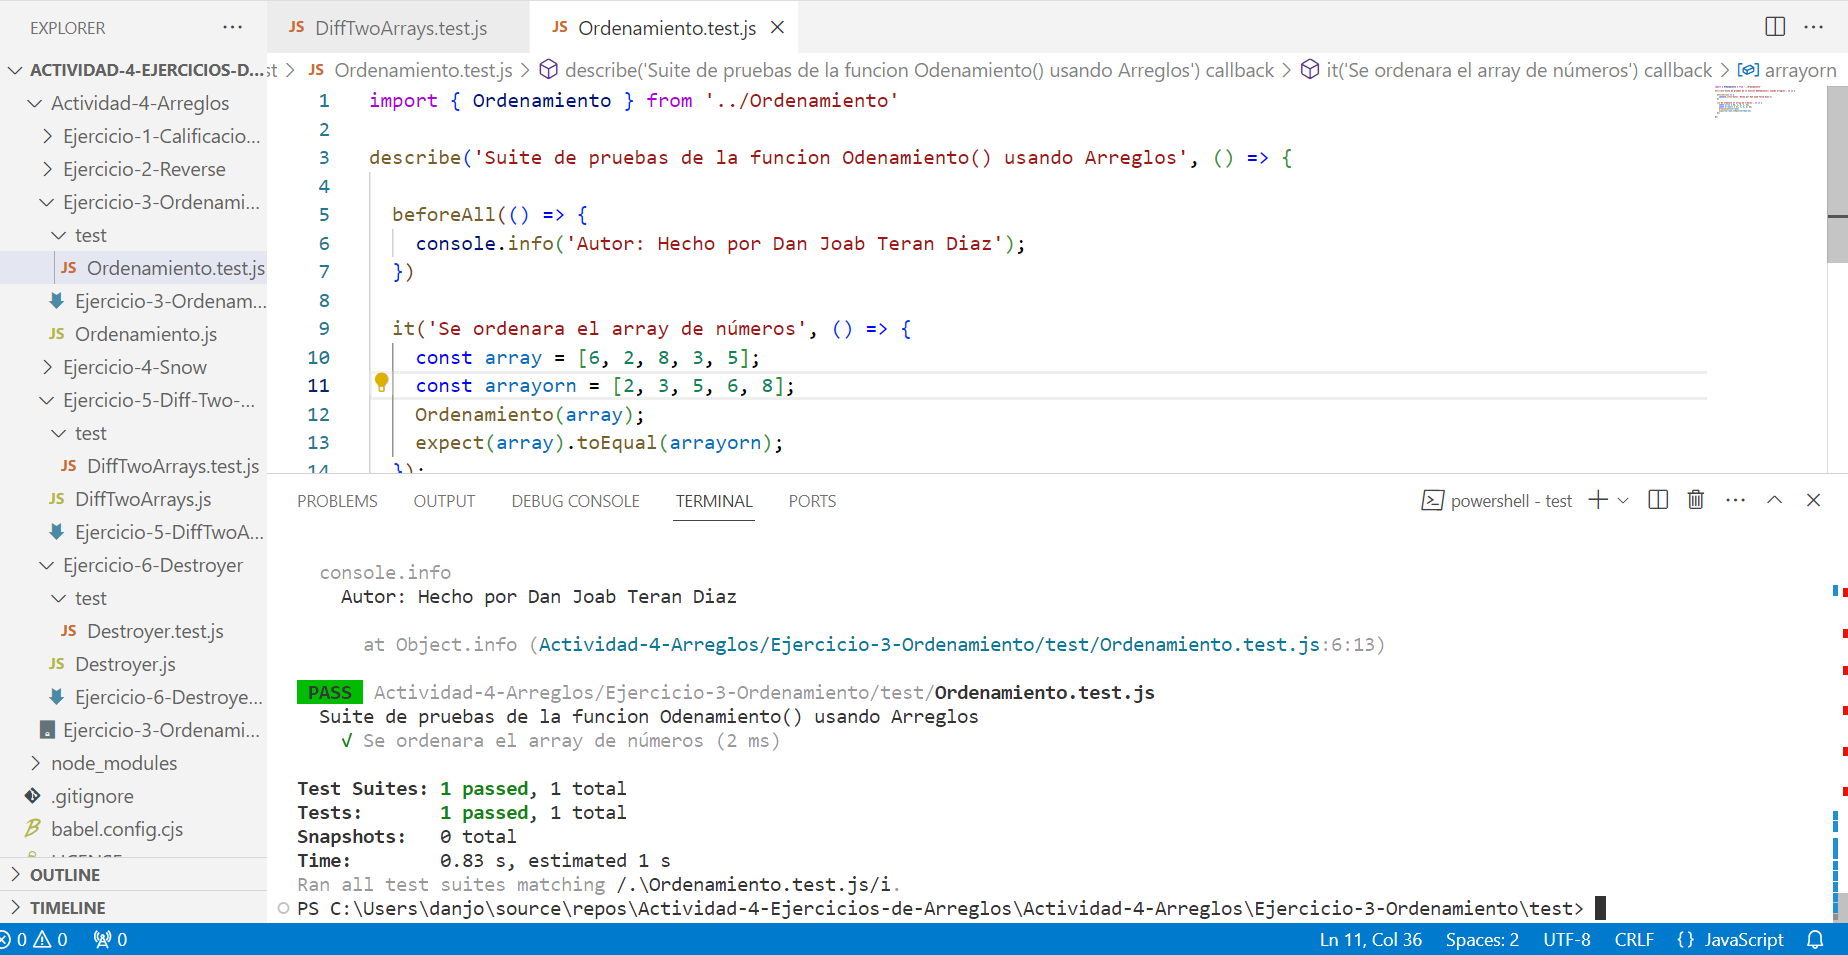 EXPLORER ···
JS DiffTwoArrays.test.js
JS Ordenamiento.test.js
···
ACTIVIDAD-4-EJERCICIOS-D...
st > JS Ordenamiento.test.js > describe('Suite de pruebas de la funcion Odenamiento() usando Arreglos') callback > it('Se ordenara el array de números') callback > arrayorn
Actividad-4-Arreglos
Ejercicio-1-Calificacio...
Ejercicio-2-Reverse
Ejercicio-3-Ordenami...
test
JS Ordenamiento.test.js
Ejercicio-3-Ordenam...
JS Ordenamiento.js
Ejercicio-4-Snow
Ejercicio-5-Diff-Two-...
test
JS DiffTwoArrays.test.js
JS DiffTwoArrays.js
Ejercicio-5-DiffTwoA...
Ejercicio-6-Destroyer
test
JS Destroyer.test.js
JS Destroyer.js
Ejercicio-6-Destroye...
Ejercicio-3-Ordenami...
node_modules
.gitignore
babel.config.cjs
OUTLINE
TIMELINE
1 import { Ordenamiento } from '../Ordenamiento'
2
3 describe('Suite de pruebas de la funcion Odenamiento() usando Arreglos', () => {
4
5 beforeAll(() => {
6 console.info('Autor: Hecho por Dan Joab Teran Diaz');
7 })
8
9 it('Se ordenara el array de números', () => {
10 const array = [6, 2, 8, 3, 5];
11 const arrayorn = [2, 3, 5, 6, 8];
12 Ordenamiento(array);
13 expect(array).toEqual(arrayorn);
14 });
PROBLEMS OUTPUT DEBUG CONSOLE TERMINAL PORTS
powershell - test
···
console.info
Autor: Hecho por Dan Joab Teran Diaz
at Object.info (Actividad-4-Arreglos/Ejercicio-3-Ordenamiento/test/Ordenamiento.test.js:6:13)
PASS Actividad-4-Arreglos/Ejercicio-3-Ordenamiento/test/Ordenamiento.test.js
Suite de pruebas de la funcion Odenamiento() usando Arreglos
√ Se ordenara el array de números (2 ms)
Test Suites: 1 passed, 1 total
Tests: 1 passed, 1 total
Snapshots: 0 total
Time: 0.83 s, estimated 1 s
Ran all test suites matching /.\Ordenamiento.test.js/i.
PS C:\Users\danjo\source\repos\Actividad-4-Ejercicios-de-Arreglos\Actividad-4-Arreglos\Ejercicio-3-Ordenamiento\test>
0 0 0
Ln 11, Col 36 Spaces: 2 UTF-8 CRLF {} JavaScript